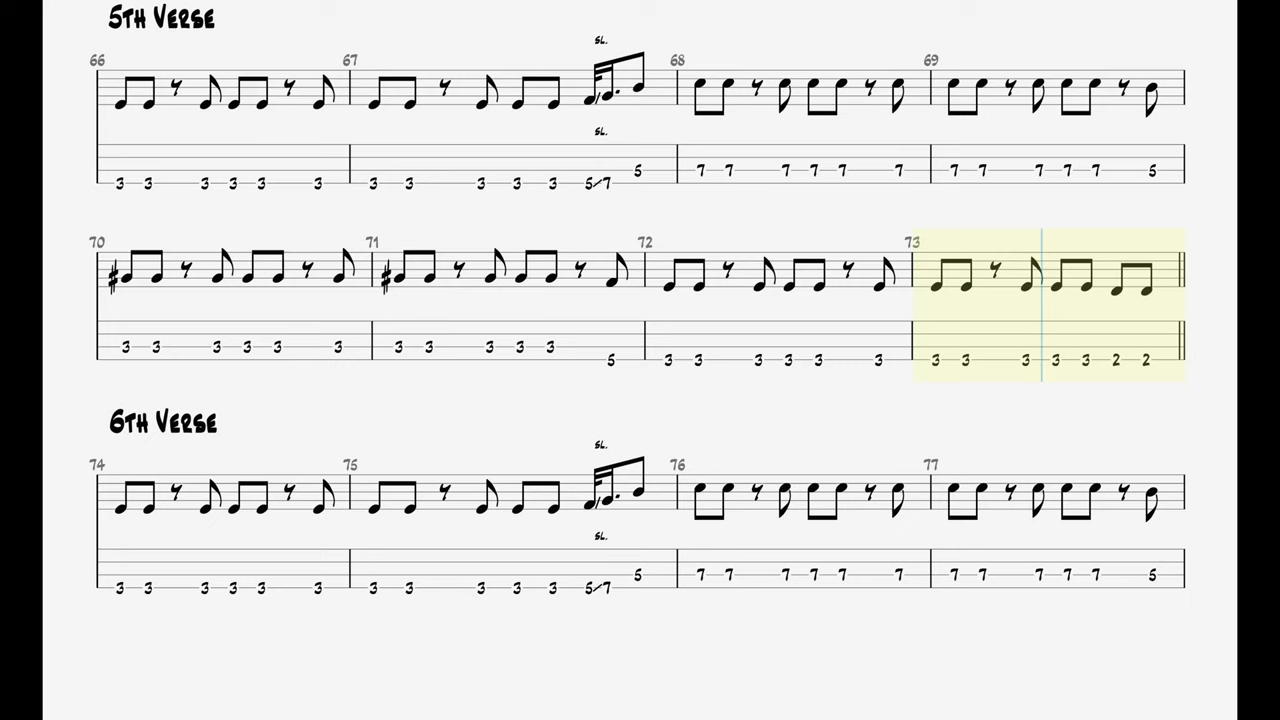 5th Verse
sl.
66 67 68 69
sl.
5 7 7 7 7 7 7 7 7 7 7 7 5
3 3 3 3 3 3 3 3 3 3 3 5 7
70 71 72 73
3 3 3 3 3 3 3 3 3 3 3
5 3 3 3 3 3 3 3 3 3 3 3 2 2
6th Verse
sl.
74 75 76 77
sl.
5 7 7 7 7 7 7 7 7 7 7 7 5
3 3 3 3 3 3 3 3 3 3 3 5 7